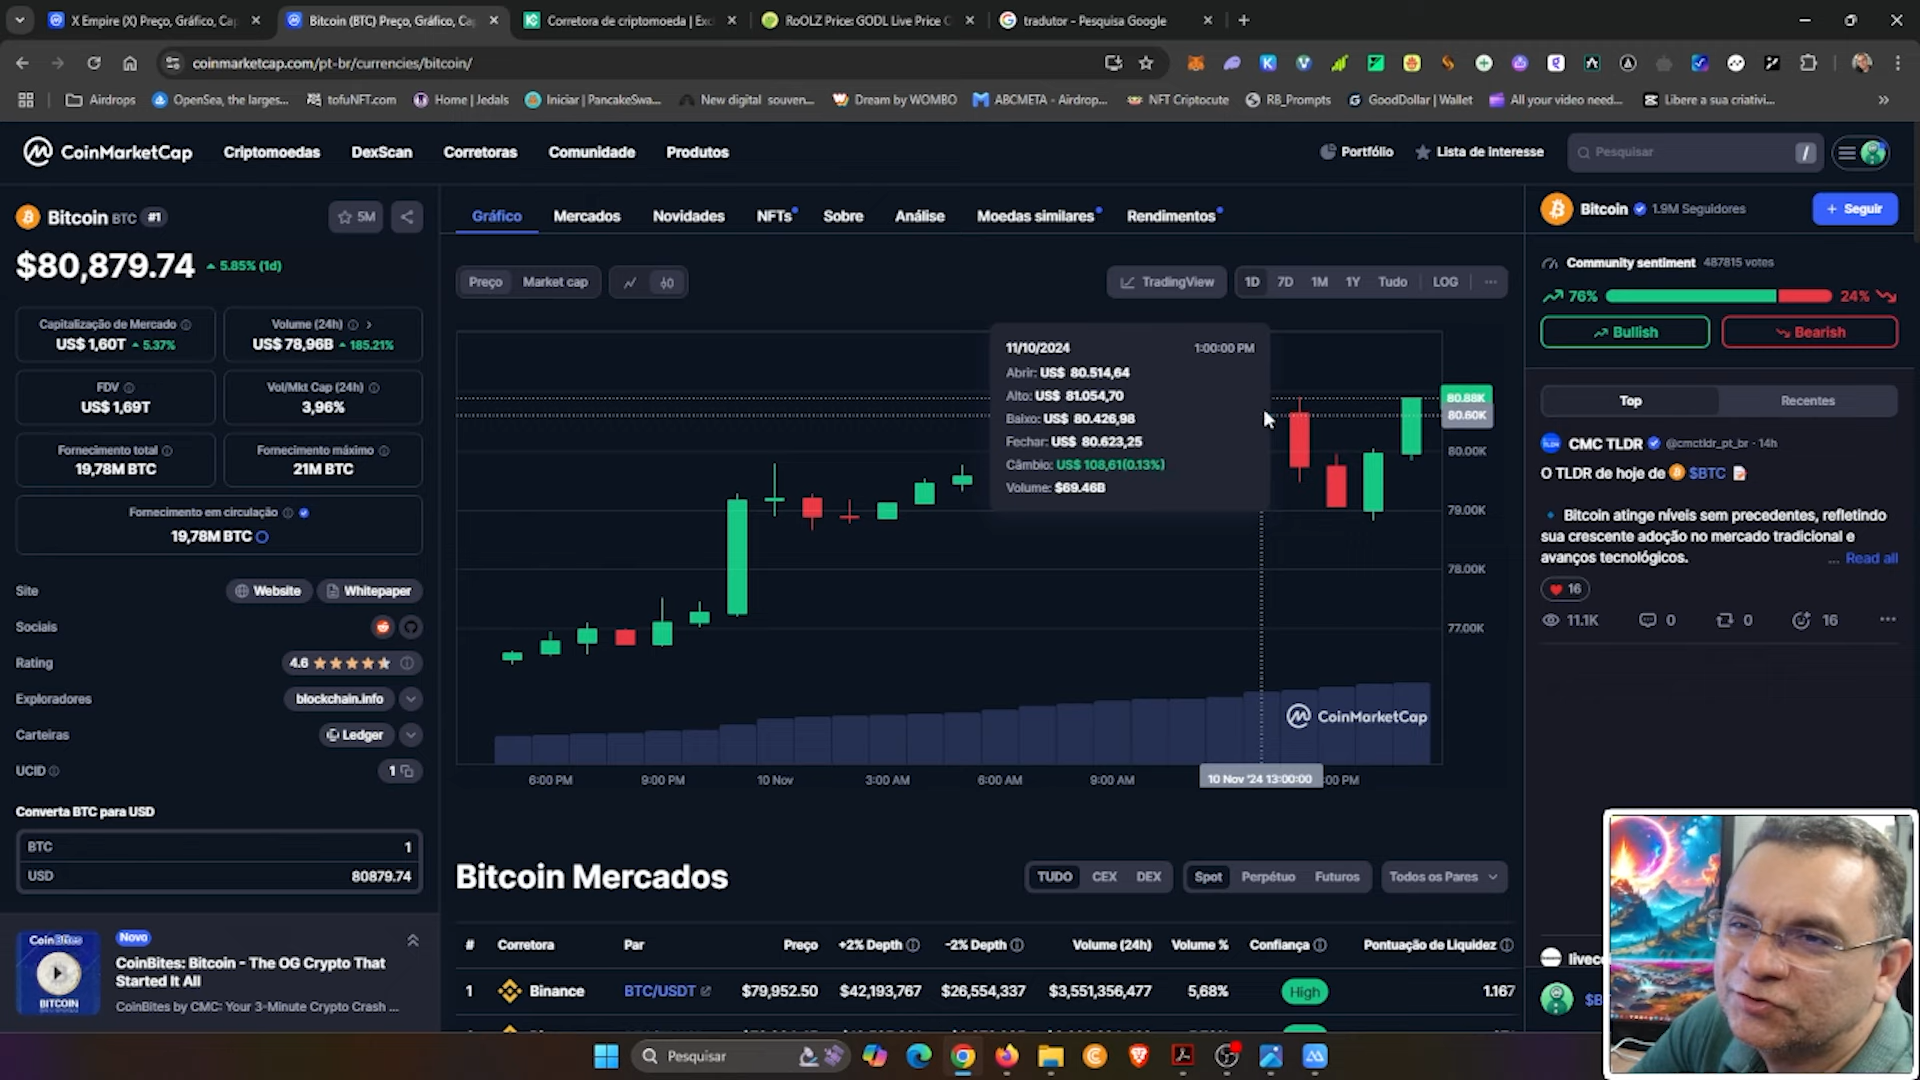 X Empire (X) Preço, Gráfico, Ca
Bitcoin (BTC) Preço, Gráfico, Ca
Corretora de criptomoeda | Exc
RoOLZ Price: GODL Live Price C
tradutor - Pesquisa Google
coinmarketcap.com/pt-br/currencies/bitcoin/
Airdrops
OpenSea, the larges...
tofuNFT.com
Home | Jedals
Iniciar | PancakeSwa...
New digital souven...
Dream by WOMBO
ABCMETA - Airdrop...
NFT Criptocute
RB_Prompts
GoodDollar | Wallet
All your video need...
Libere a sua criativi...
CoinMarketCap
Criptomoedas
DexScan
Corretoras
Comunidade
Produtos
Portfólio
Lista de interesse
Pesquisar
/
Bitcoin BTC #1
5M
$80,879.74
5.85% (1d)
Capitalização de Mercado
US$ 1,60T 5.37%
Volume (24h)
US$ 78,96B 185.21%
FDV
US$ 1,69T
Vol/Mkt Cap (24h)
3,96%
Fornecimento total
19,78M BTC
Fornecimento máximo
21M BTC
Fornecimento em circulação
19,78M BTC
Site
Website
Whitepaper
Sociais
Rating
4.6
Exploradores
blockchain.info
Carteiras
Ledger
UCID
1
Converta BTC para USD
BTC 1
USD 80879.74
CoinBites
BITCOIN
Novo
CoinBites: Bitcoin - The OG Crypto That
Started It All
CoinBites by CMC: Your 3-Minute Crypto Crash ...
Gráfico
Mercados
Novidades
NFTs
Sobre
Análise
Moedas similares
Rendimentos
Preço
Market cap
TradingView
1D
7D
1M
1Y
Tudo
LOG
11/10/2024 1:00:00 PM
Abrir: US$ 80.514,64
Alto: US$ 81.054,70
Baixo: US$ 80.426,98
Fechar: US$ 80.623,25
Câmbio: US$ 108,61(0.13%)
Volume: $69.46B
80.88K
80.60K
80.00K
79.00K
78.00K
77.00K
CoinMarketCap
6:00 PM
9:00 PM
10 Nov
3:00 AM
6:00 AM
9:00 AM
10 Nov '24 13:00:00
:00 PM
Bitcoin Mercados
TUDO
CEX
DEX
Spot
Perpétuo
Futuros
Todos os Pares
# Corretora Par Preço +2% Depth -2% Depth Volume (24h) Volume % Confiança Pontuação de Liquidez
1 Binance BTC/USDT $79,952.50 $42,193,767 $26,554,337 $3,551,356,477 5,68% High 1.167
Bitcoin 1.9M Seguidores
+ Seguir
Community sentiment 487815 votes
76%
24%
Bullish
Bearish
Top
Recentes
CMC TLDR @cmctldr_pt_br · 14h
O TLDR de hoje de $BTC
Bitcoin atinge níveis sem precedentes, refletindo
sua crescente adoção no mercado tradicional e
avanços tecnológicos.
... Read all
16
11.1K
0
0
16
livec
$B
Pesquisar